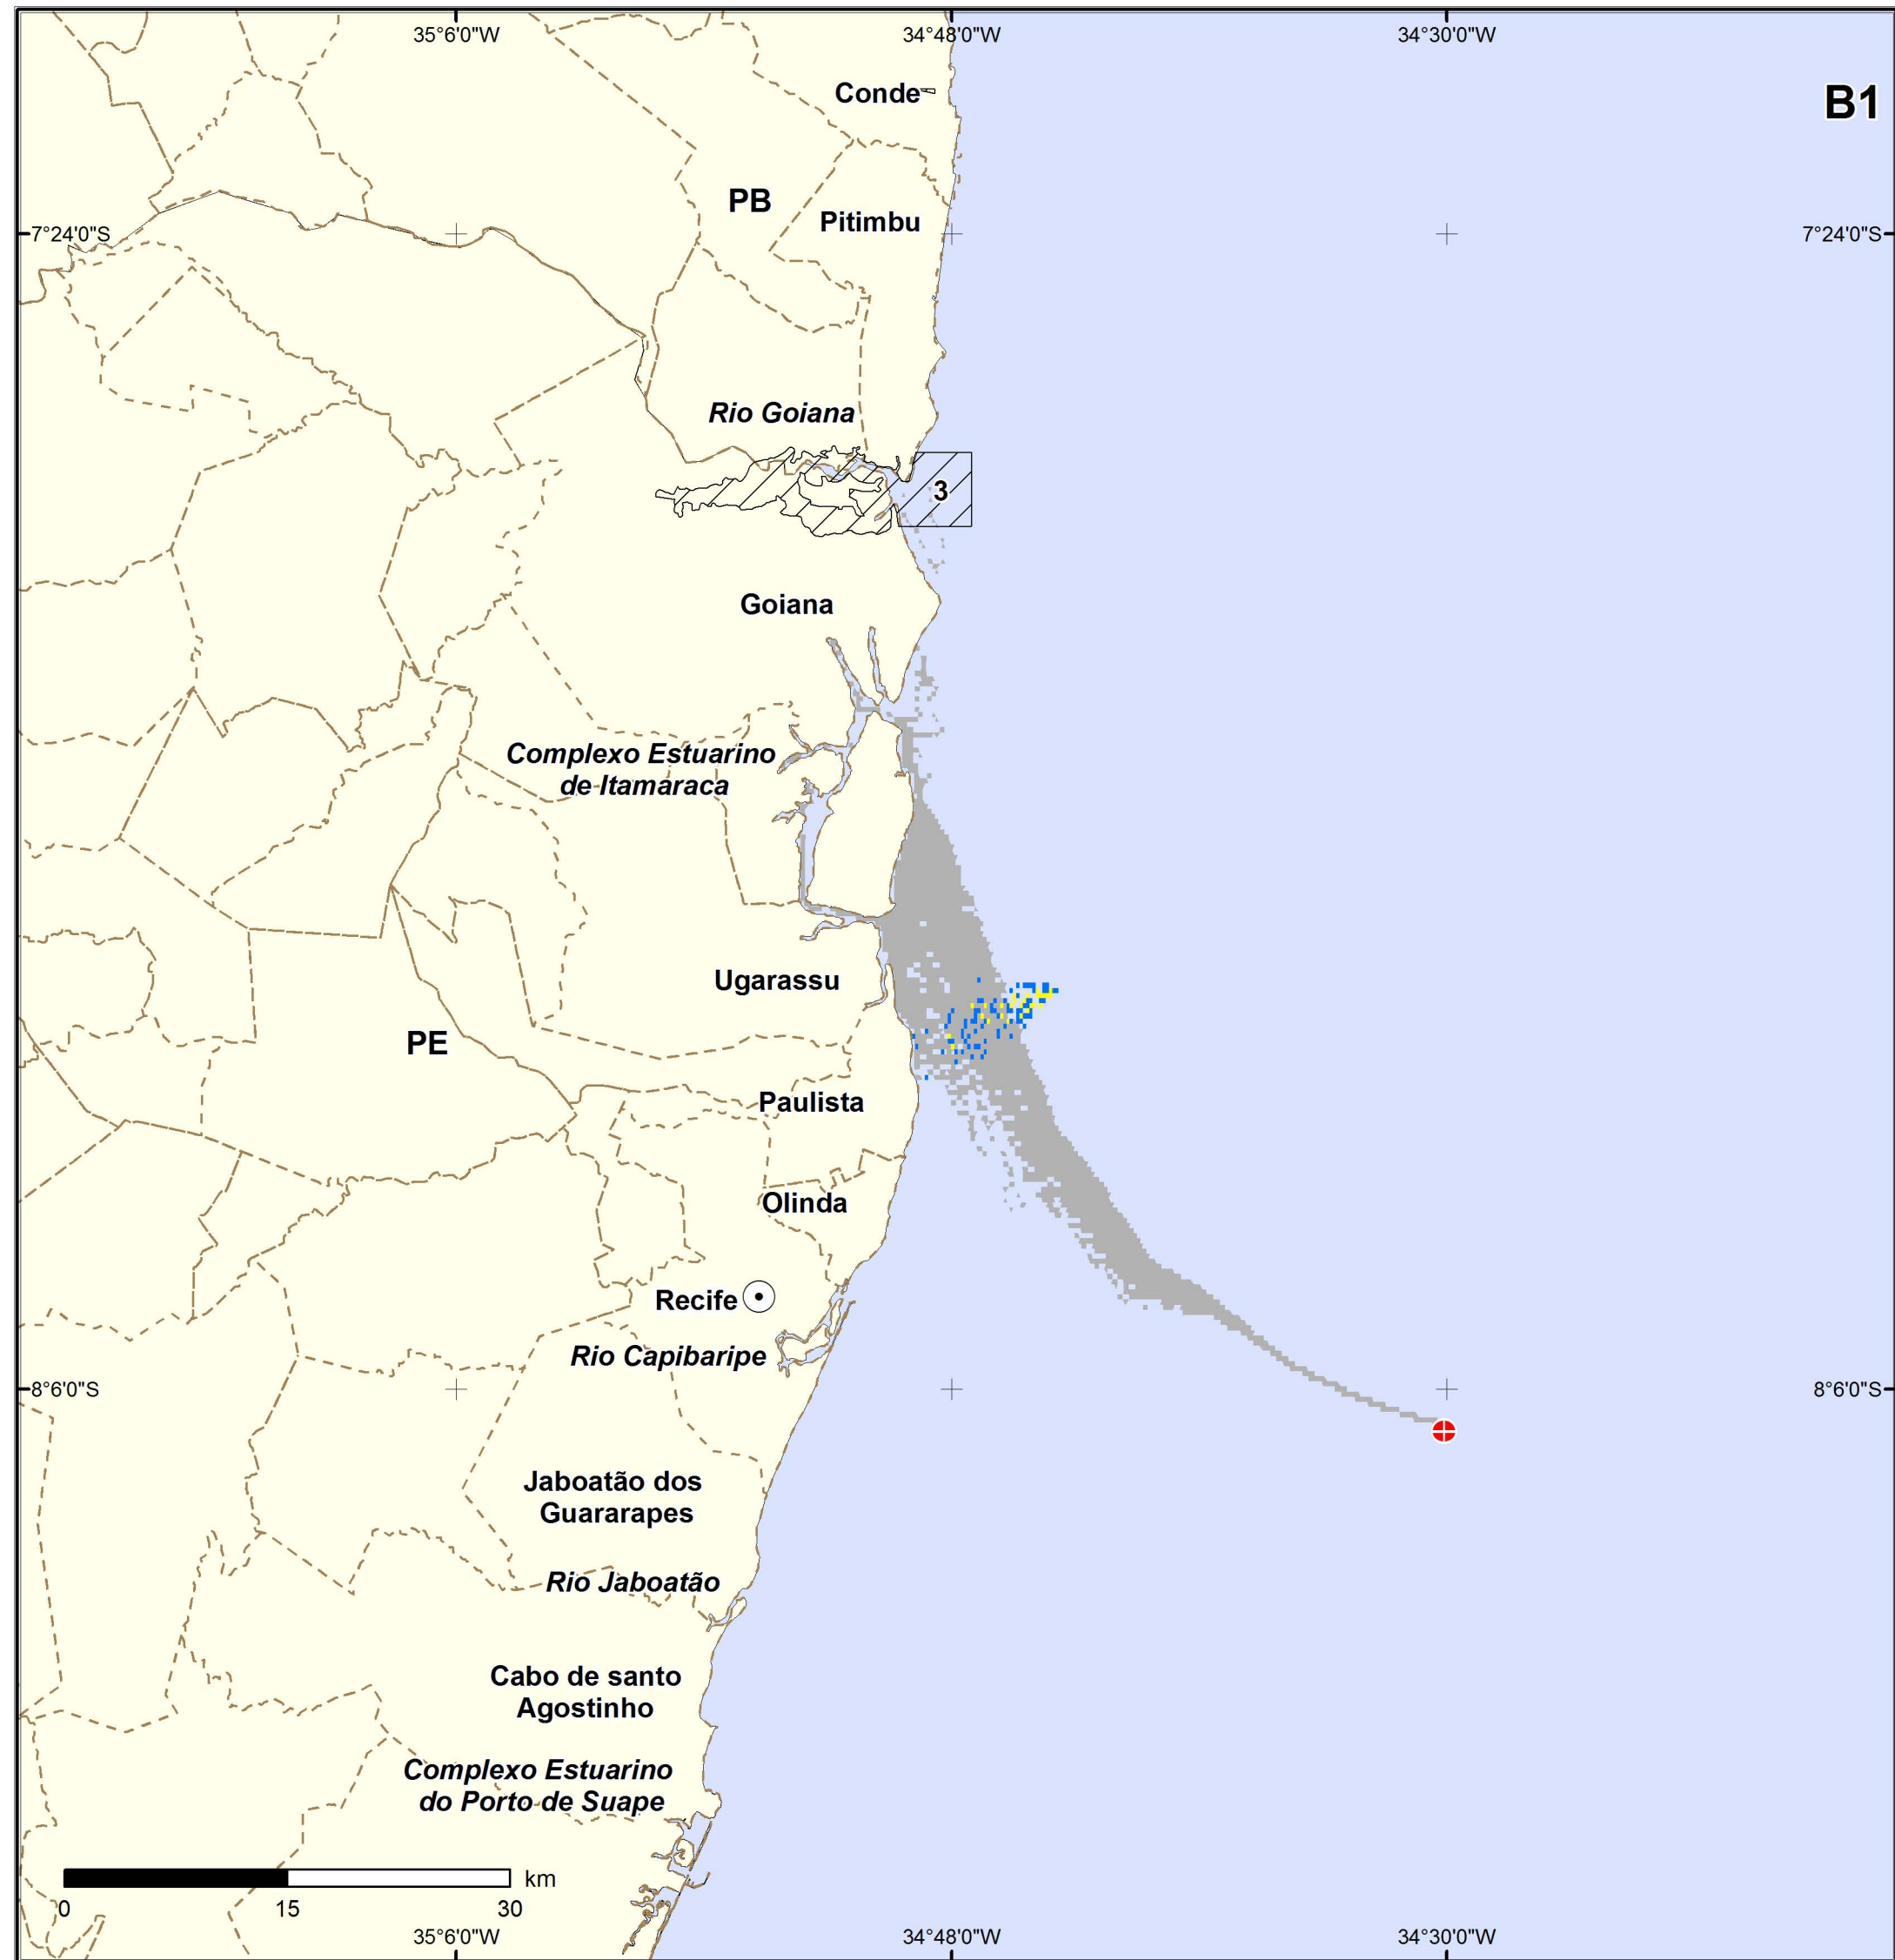 35°6'0"W
34°48'0"W
34°30'0"W
Conde
B1
PB
Pitimbu
7°24'0"S
7°24'0"S
Rio Goiana
3
Goiana
Complexo Estuarino
de Itamaraca
Ugarassu
PE
Paulista
Olinda
Recife
Rio Capibaripe
8°6'0"S
8°6'0"S
Jaboatão dos
Guararapes
Rio Jaboatão
Cabo de santo
Agostinho
Complexo Estuarino
do Porto de Suape
km
0
15
30
35°6'0"W
34°48'0"W
34°30'0"W